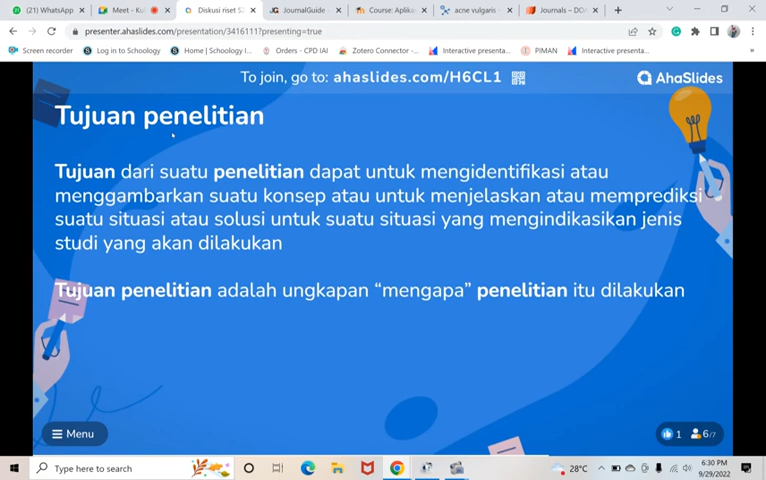 (21) WhatsApp
Meet - Ku
Diskusi riset S2
JournalGuide -
Course: Aplika
acne vulgaris -
Journals – DO
presenter.ahaslides.com/presentation/3416111?presenting=true
Screen recorder
Log in to Schoology
Home | Schoology I...
Orders - CPD IAI
Zotero Connector -...
Interactive presenta...
PIMAN
Interactive presenta...
To join, go to: ahaslides.com/H6CL1
AhaSlides
Tujuan penelitian
Tujuan dari suatu penelitian dapat untuk mengidentifikasi atau
menggambarkan suatu konsep atau untuk menjelaskan atau memprediksi
suatu situasi atau solusi untuk suatu situasi yang mengindikasikan jenis
studi yang akan dilakukan
Tujuan penelitian adalah ungkapan “mengapa” penelitian itu dilakukan
Menu
1
6/7
Type here to search
28°C
6:30 PM
9/29/2022